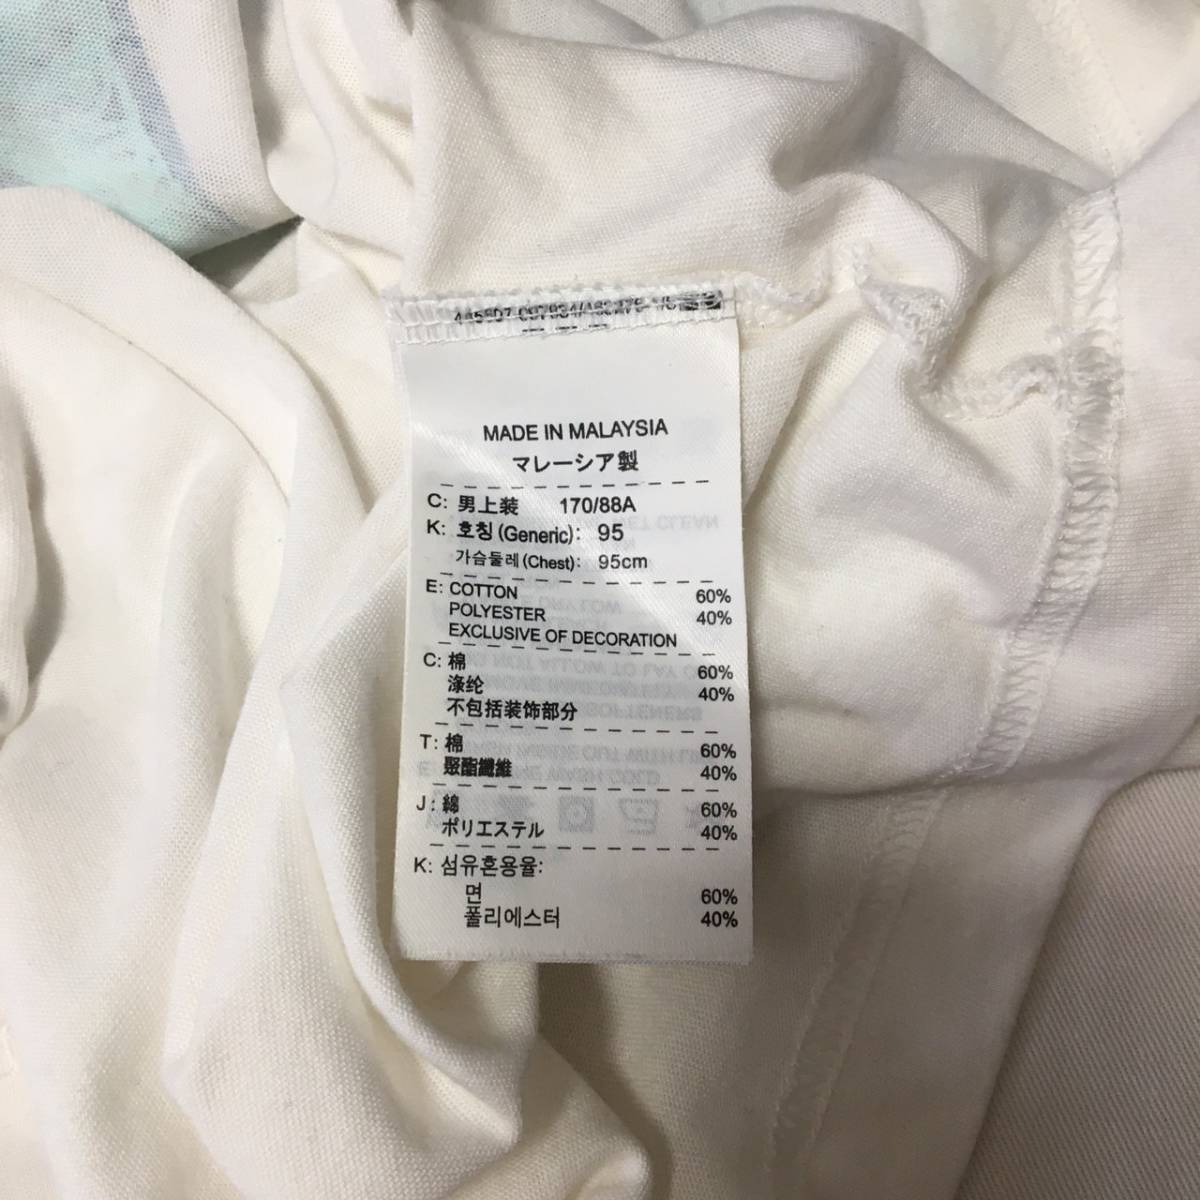 MADE IN MALAYSIA
マレーシア製
C: 男上装 170/88A
K: 호칭 (Generic): 95
가슴둘레 (Chest): 95cm
E: COTTON 60%
POLYESTER 40%
EXCLUSIVE OF DECORATION
C: 棉 60%
涤纶 40%
不包括装饰部分
T: 棉 60%
聚酯纖維 40%
J: 綿 60%
ポリエステル 40%
K: 섬유혼용율:
면 60%
폴리에스터 40%